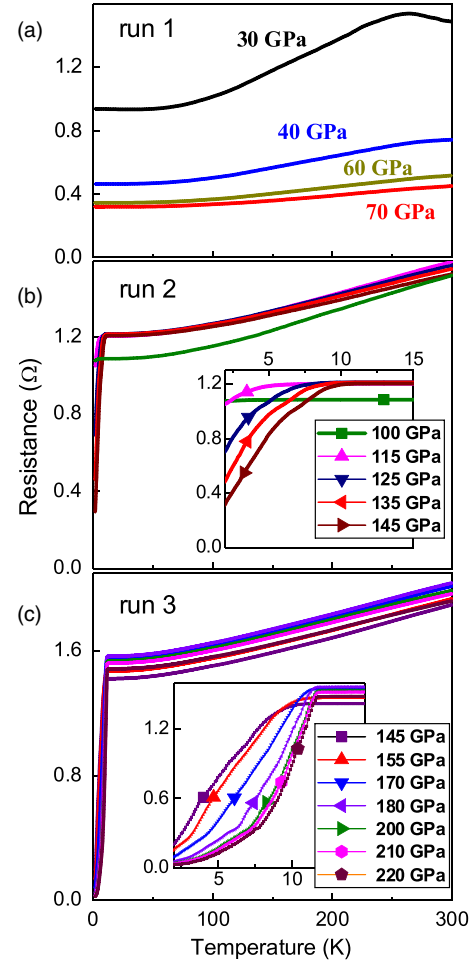 (a)
run 1
30 GPa
40 GPa
60 GPa
70 GPa
1.2
0.8
0.4
0.0
(b)
run 2
1.2
0.8
0.4
0.0
5 10 15
1.2
0.8
0.4
0.0
100 GPa
115 GPa
125 GPa
135 GPa
145 GPa
Resistance (Ω)
(c)
run 3
1.6
0.8
0.0
1.2
0.6
0.0
5 10
145 GPa
155 GPa
170 GPa
180 GPa
200 GPa
210 GPa
220 GPa
0 100 200 300
Temperature (K)